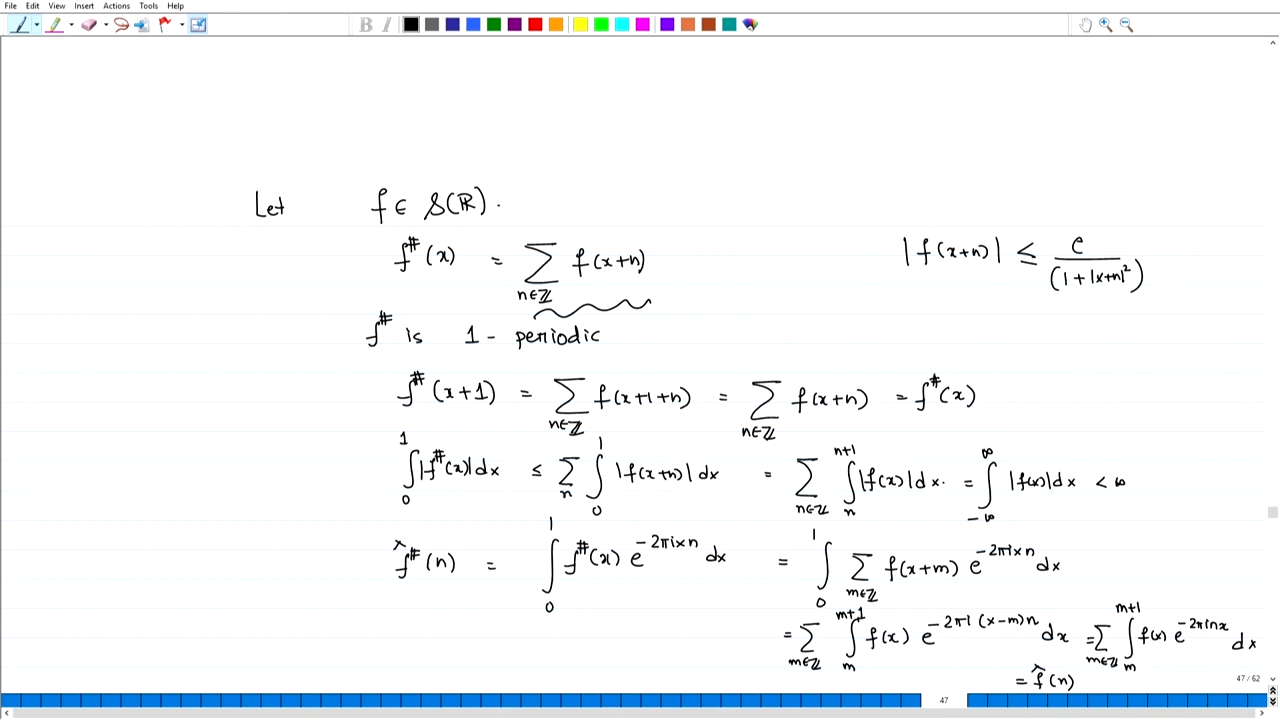 File Edit View Insert Actions Tools Help
B I
Let f ∈ S(ℝ).
f^#(x) = ∑_{n∈ℤ} f(x+n)
|f(x+n)| ≤ c/(1+|x+n|²)
f^# is 1-periodic
f^#(x+1) = ∑_{n∈ℤ} f(x+1+n) = ∑_{n∈ℤ} f(x+n) = f^#(x)
∫_0^1 |f^#(x)| dx ≤ ∑_n ∫_0^1 |f(x+n)| dx = ∑_{n∈ℤ} ∫_n^{n+1} |f(x)| dx. = ∫_{-∞}^∞ |f(x)| dx < ∞
f̂^#(n) = ∫_0^1 f^#(x) e^{-2πixn} dx = ∫_0^1 ∑_{m∈ℤ} f(x+m) e^{-2πixn} dx
= ∑_{m∈ℤ} ∫_m^{m+1} f(x) e^{-2πi(x-m)n} dx = ∑_{m∈ℤ} ∫_m^{m+1} f(x) e^{-2πinx} dx
= f̂(n)
47 / 62
47